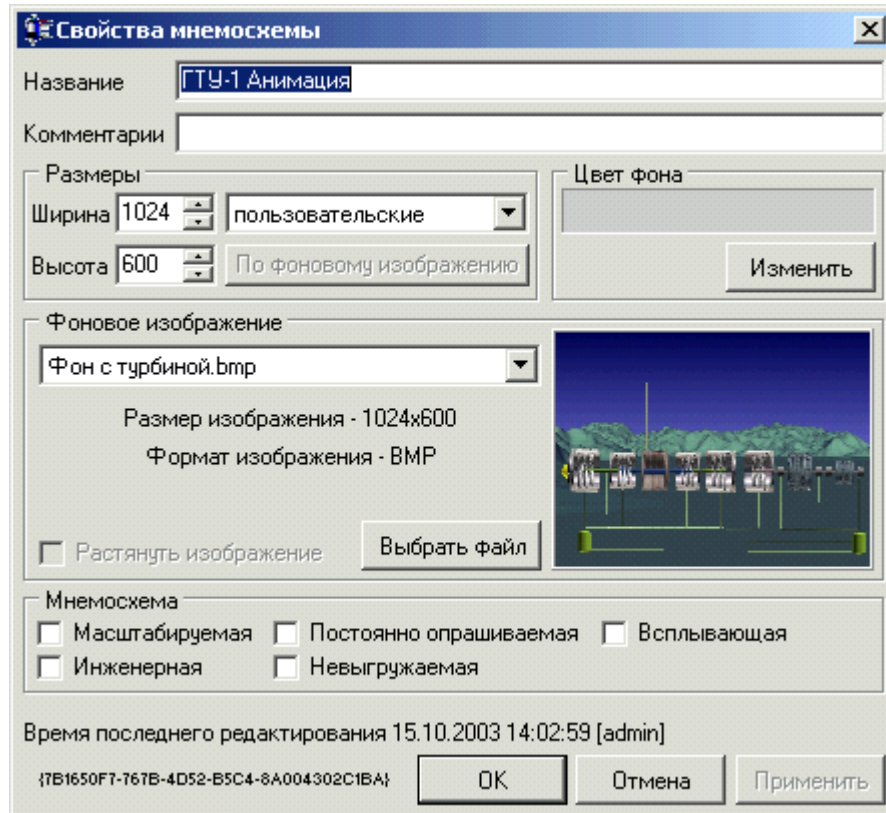 Свойства мнемосхемы
Название ГТУ-1 Анимация
Комментарии
Размеры
Ширина 1024 пользовательские
Высота 600 По фоновому изображению
Цвет фона
Изменить
Фоновое изображение
Фон с турбиной.bmp
Размер изображения - 1024x600
Формат изображения - BMP
Растянуть изображение Выбрать файл
Мнемосхема
Масштабируемая Постоянно опрашиваемая Всплывающая
Инженерная Невыгружаемая
Время последнего редактирования 15.10.2003 14:02:59 [admin]
{7B1650F7-767B-4D52-B5C4-8A004302C1BA} OK Отмена Применить